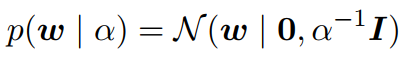 p(w | α) = 𝒩(w | 0, α⁻¹I)